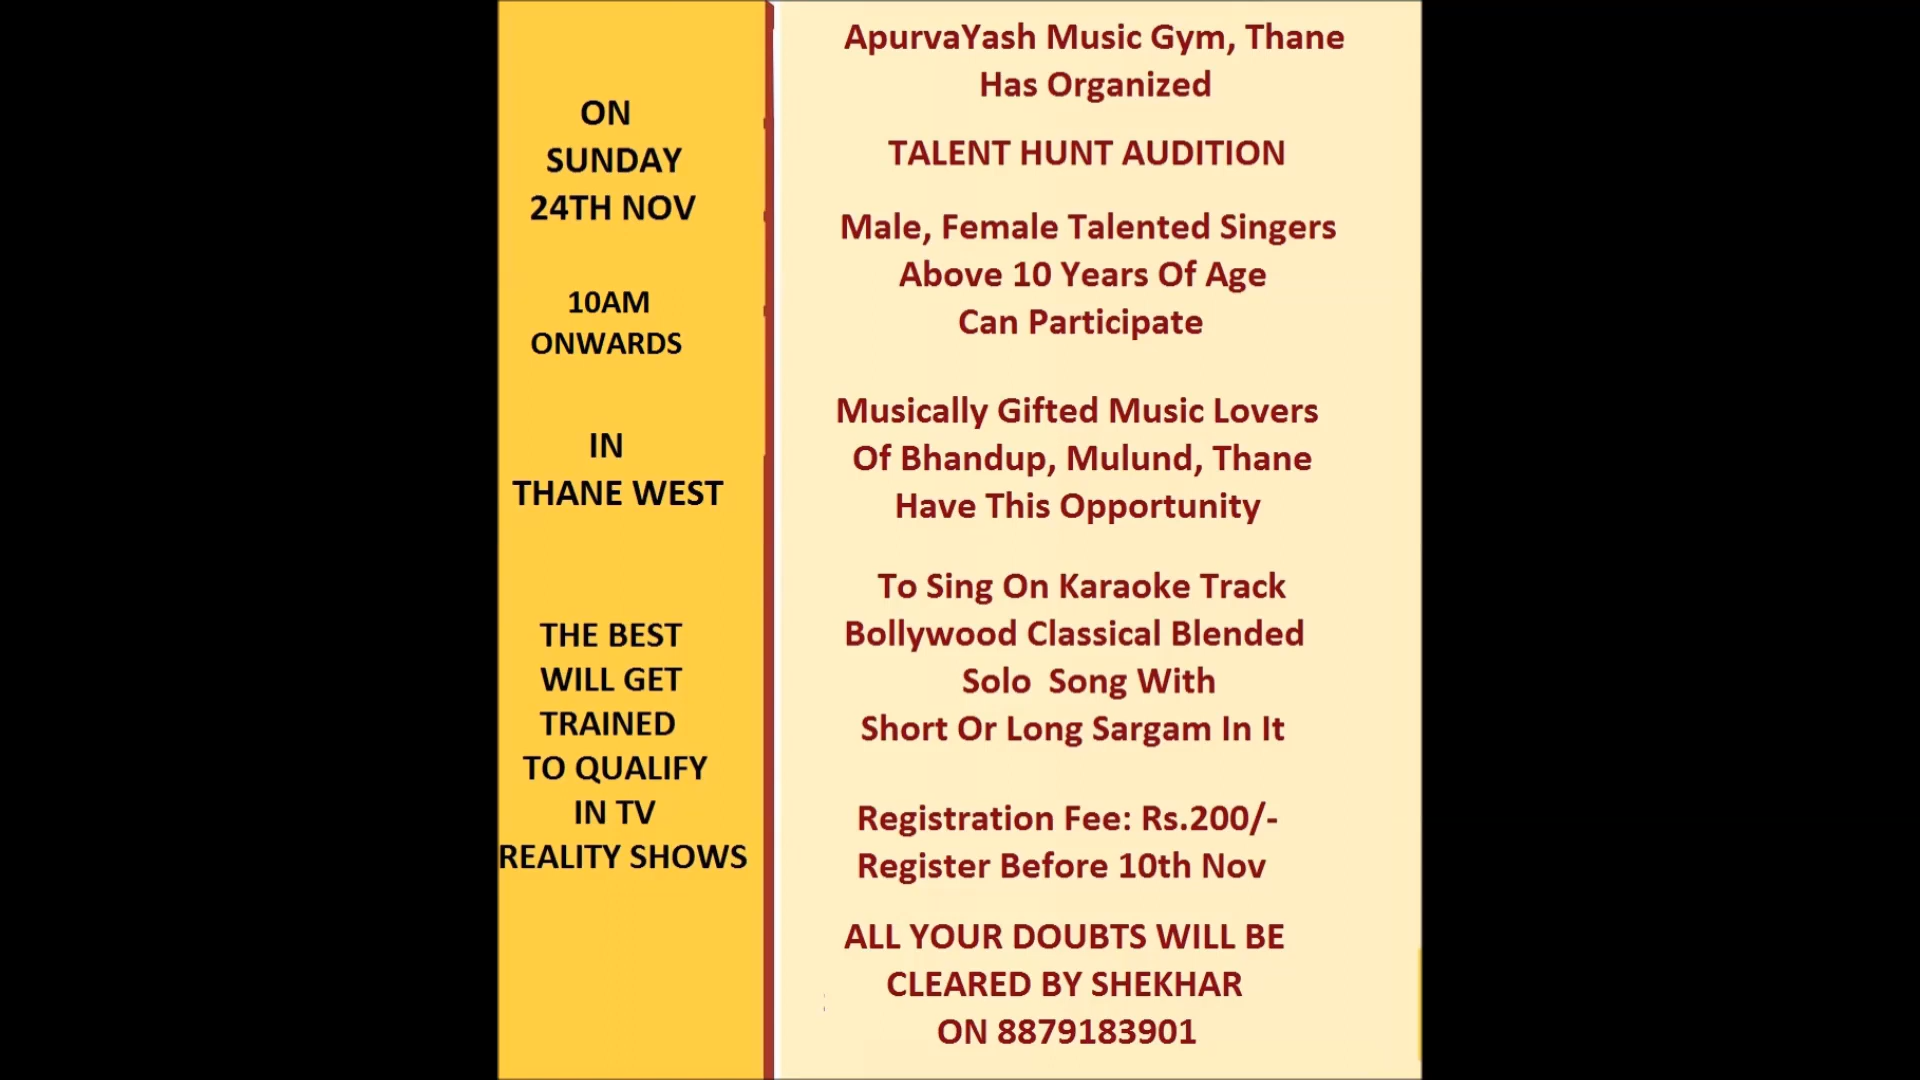 ON
SUNDAY
24TH NOV
10AM
ONWARDS
IN
THANE WEST
THE BEST
WILL GET
TRAINED
TO QUALIFY
IN TV
REALITY SHOWS
ApurvaYash Music Gym, Thane
Has Organized
TALENT HUNT AUDITION
Male, Female Talented Singers
Above 10 Years Of Age
Can Participate
Musically Gifted Music Lovers
Of Bhandup, Mulund, Thane
Have This Opportunity
To Sing On Karaoke Track
Bollywood Classical Blended
Solo  Song With
Short Or Long Sargam In It
Registration Fee: Rs.200/-
Register Before 10th Nov
ALL YOUR DOUBTS WILL BE
CLEARED BY SHEKHAR
ON 8879183901